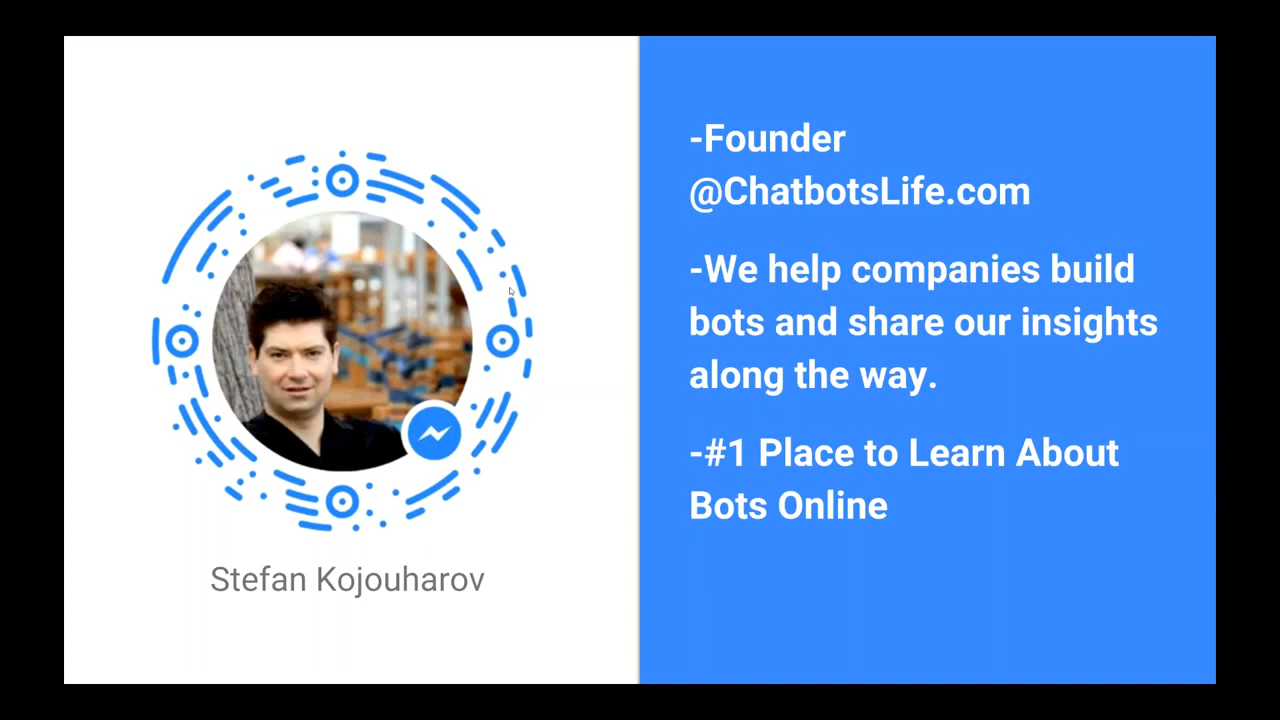 -Founder
@ChatbotsLife.com
-We help companies build
bots and share our insights
along the way.
-#1 Place to Learn About
Bots Online
Stefan Kojouharov